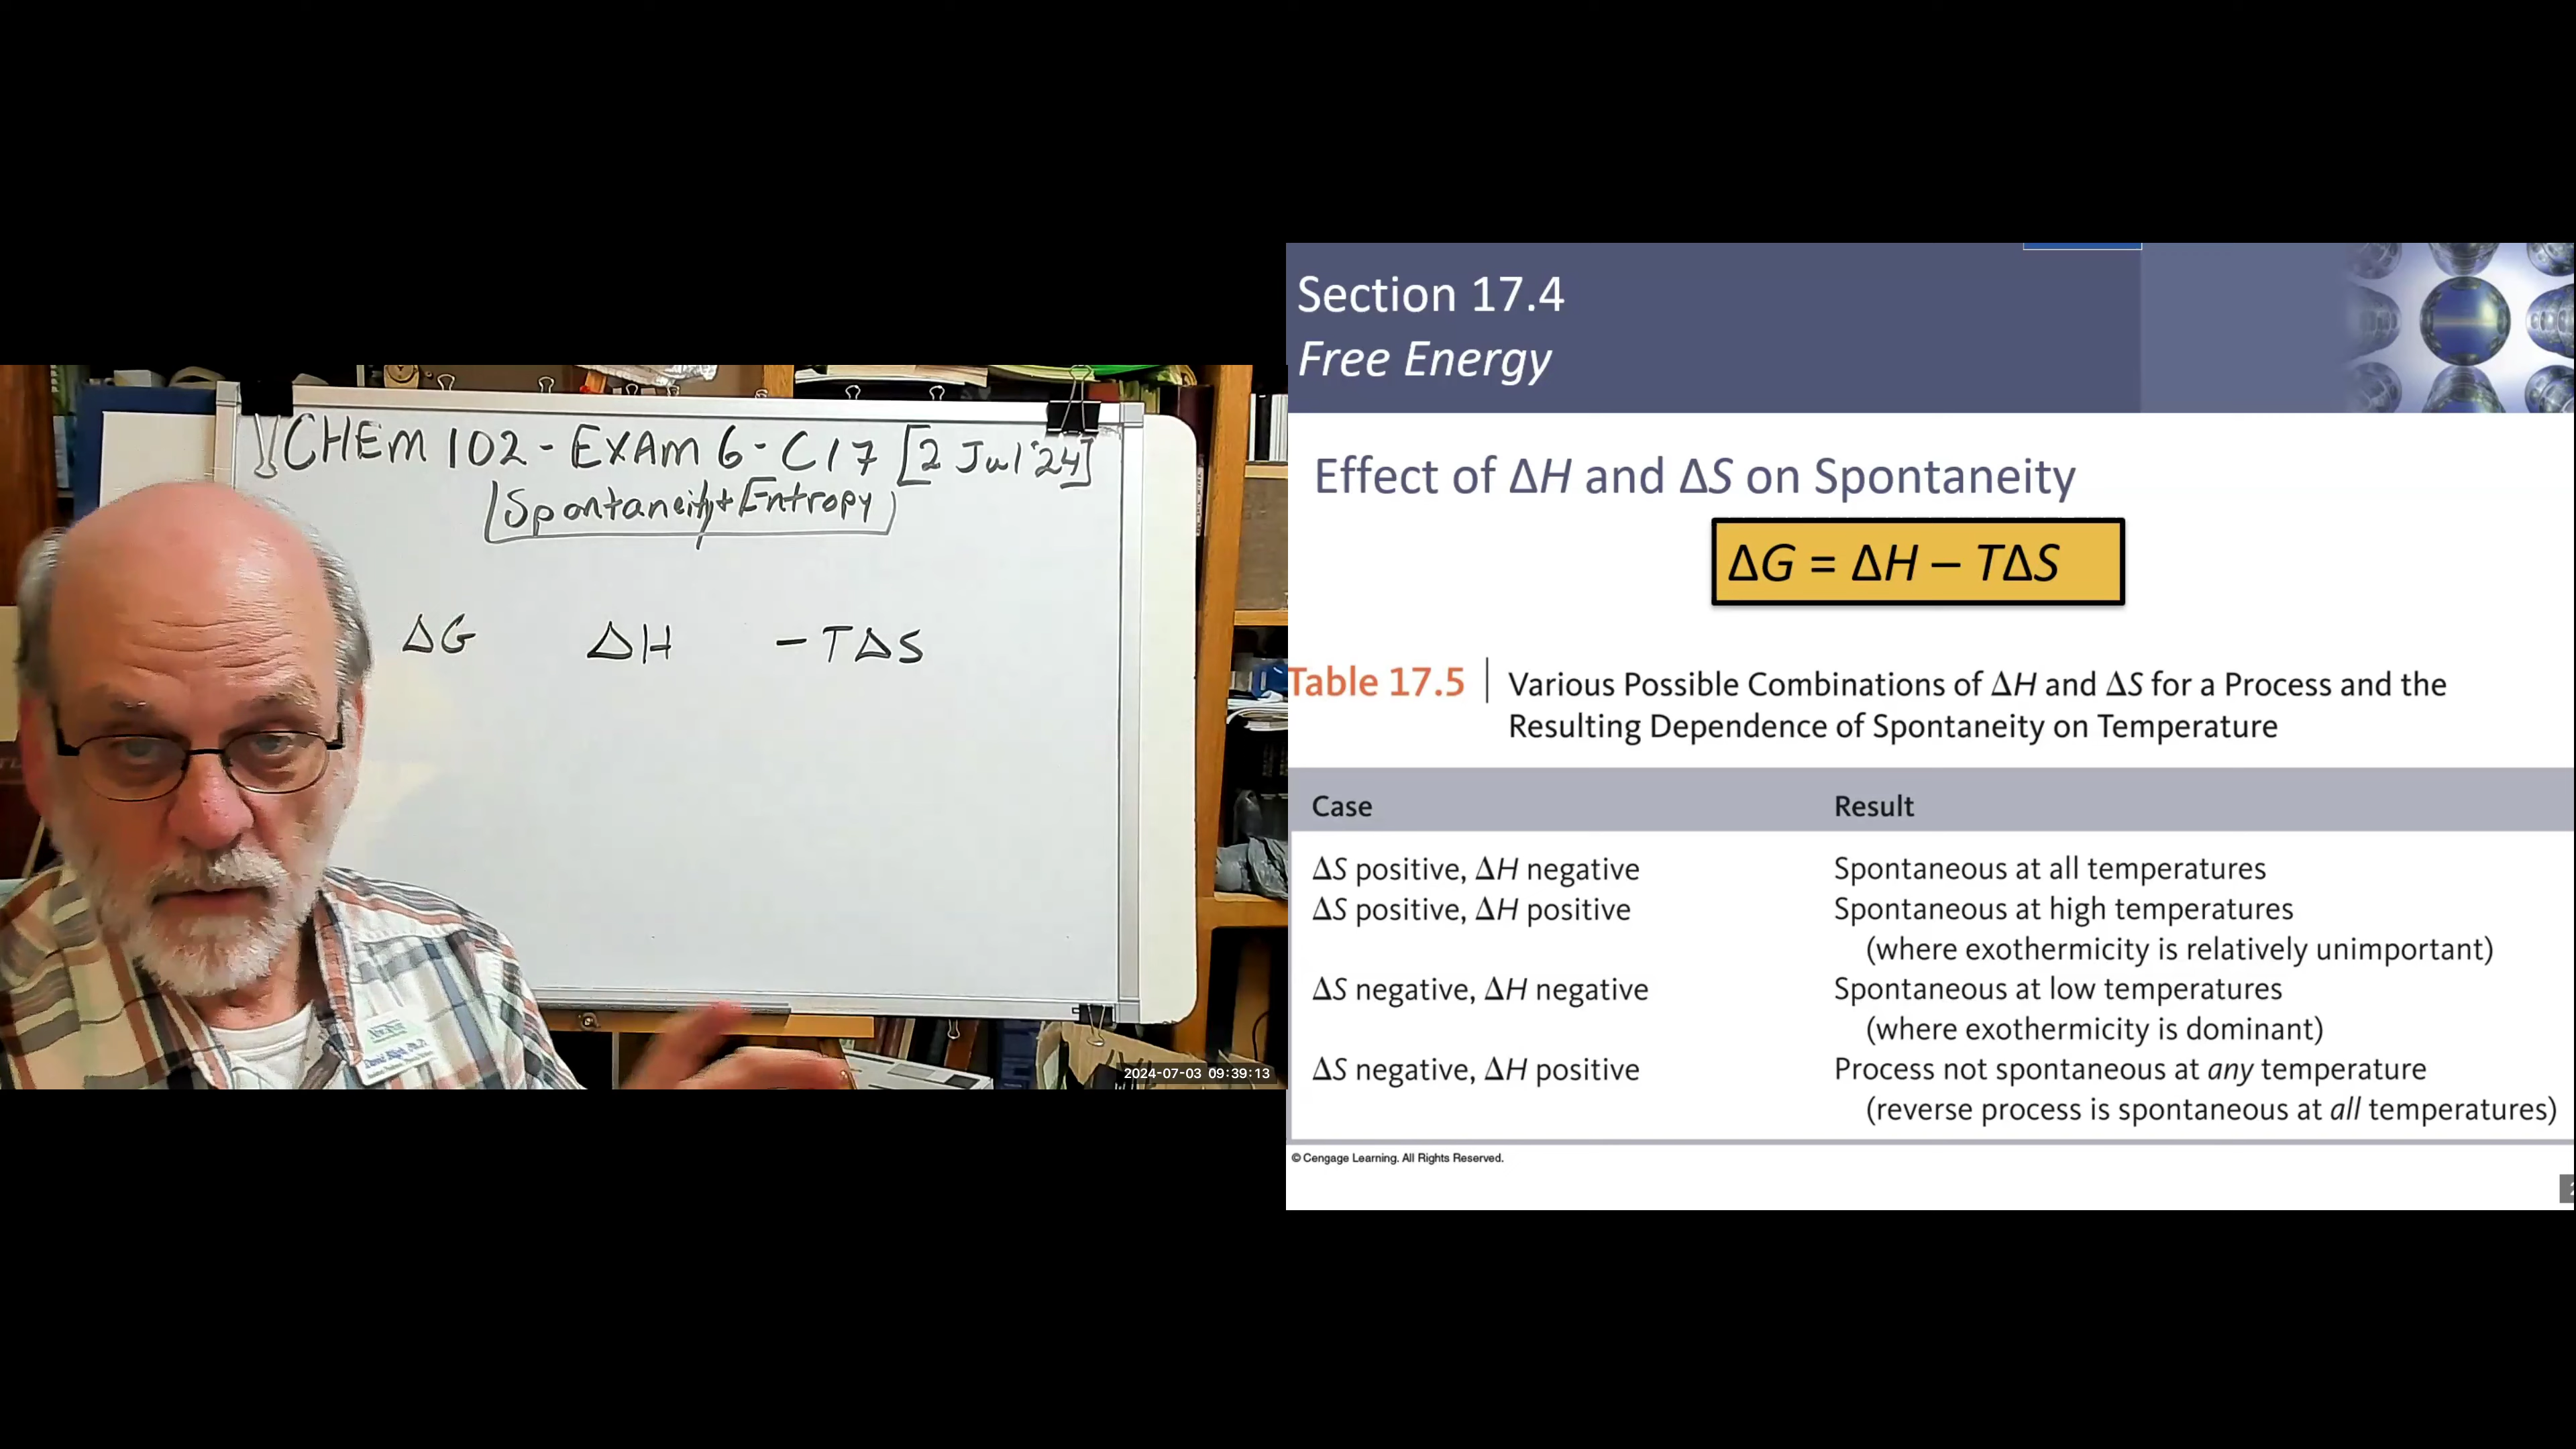 CHEM 102 - EXAM 6 - C17 [2 Jul '24]
Spontaneity + Entropy
ΔG ΔH -TΔS
2024-07-03 09:39:13
Section 17.4
Free Energy
Effect of ΔH and ΔS on Spontaneity
ΔG = ΔH – TΔS
Table 17.5 | Various Possible Combinations of ΔH and ΔS for a Process and the
Resulting Dependence of Spontaneity on Temperature
Case Result
ΔS positive, ΔH negative Spontaneous at all temperatures
ΔS positive, ΔH positive Spontaneous at high temperatures
(where exothermicity is relatively unimportant)
ΔS negative, ΔH negative Spontaneous at low temperatures
(where exothermicity is dominant)
ΔS negative, ΔH positive Process not spontaneous at any temperature
(reverse process is spontaneous at all temperatures)
© Cengage Learning. All Rights Reserved.